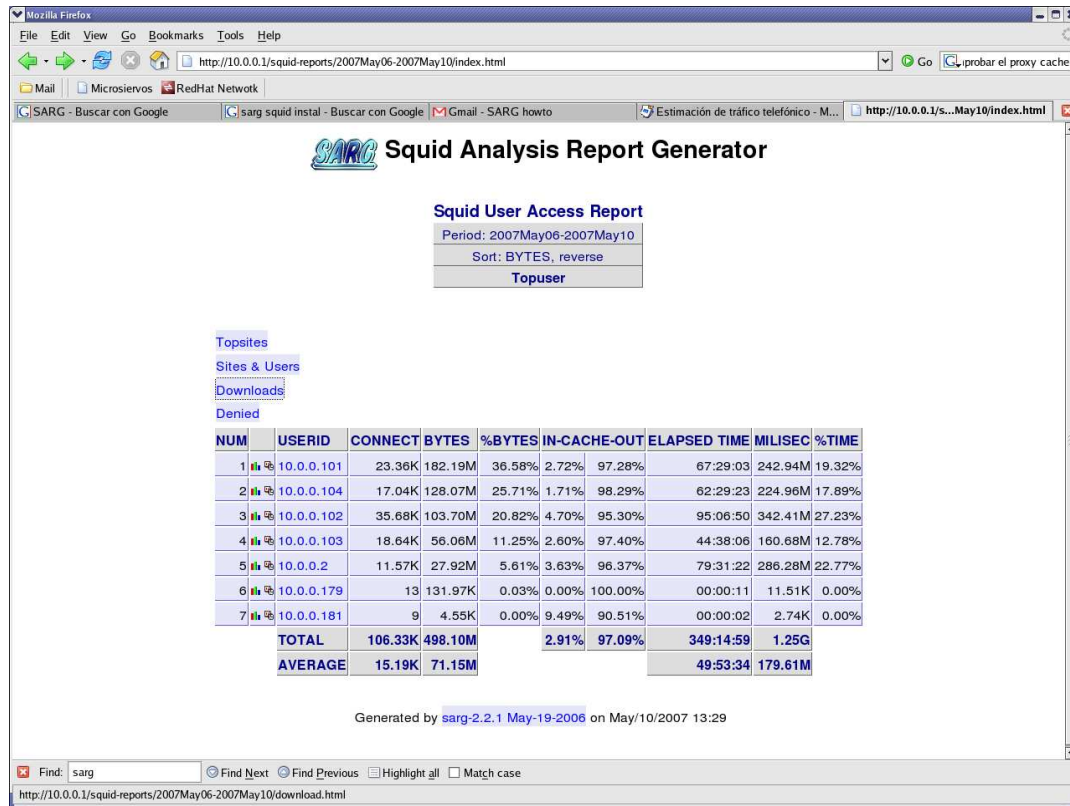 Mozilla Firefox
File Edit View Go Bookmarks Tools Help
http://10.0.0.1/squid-reports/2007May06-2007May10/index.html Go probar el proxy cache
Mail Microsiervos RedHat Netwotk
SARG - Buscar con Google sarg squid instal - Buscar con Google Gmail - SARG howto Estimación de tráfico telefónico - M... http://10.0.0.1/s...May10/index.html
SARG Squid Analysis Report Generator
Squid User Access Report
Period: 2007May06-2007May10
Sort: BYTES, reverse
Topuser
Topsites
Sites & Users
Downloads
Denied
NUM USERID CONNECT BYTES %BYTES IN-CACHE-OUT ELAPSED TIME MILISEC %TIME
1 10.0.0.101 23.36K 182.19M 36.58% 2.72% 97.28% 67:29:03 242.94M 19.32%
2 10.0.0.104 17.04K 128.07M 25.71% 1.71% 98.29% 62:29:23 224.96M 17.89%
3 10.0.0.102 35.68K 103.70M 20.82% 4.70% 95.30% 95:06:50 342.41M 27.23%
4 10.0.0.103 18.64K 56.06M 11.25% 2.60% 97.40% 44:38:06 160.68M 12.78%
5 10.0.0.2 11.57K 27.92M 5.61% 3.63% 96.37% 79:31:22 286.28M 22.77%
6 10.0.0.179 13 131.97K 0.03% 0.00% 100.00% 00:00:11 11.51K 0.00%
7 10.0.0.181 9 4.55K 0.00% 9.49% 90.51% 00:00:02 2.74K 0.00%
TOTAL 106.33K 498.10M 2.91% 97.09% 349:14:59 1.25G
AVERAGE 15.19K 71.15M 49:53:34 179.61M
Generated by sarg-2.2.1 May-19-2006 on May/10/2007 13:29
Find: sarg Find Next Find Previous Highlight all Match case
http://10.0.0.1/squid-reports/2007May06-2007May10/download.html